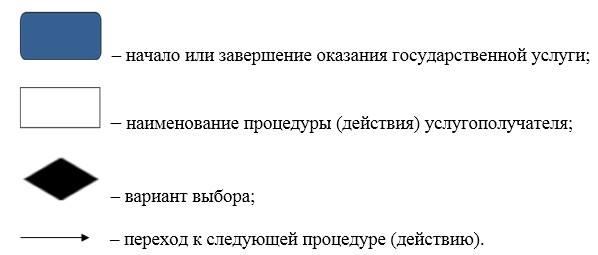 – начало или завершение оказания государственной услуги;
– наименование процедуры (действия) услугополучателя;
– вариант выбора;
– переход к следующей процедуре (действию).